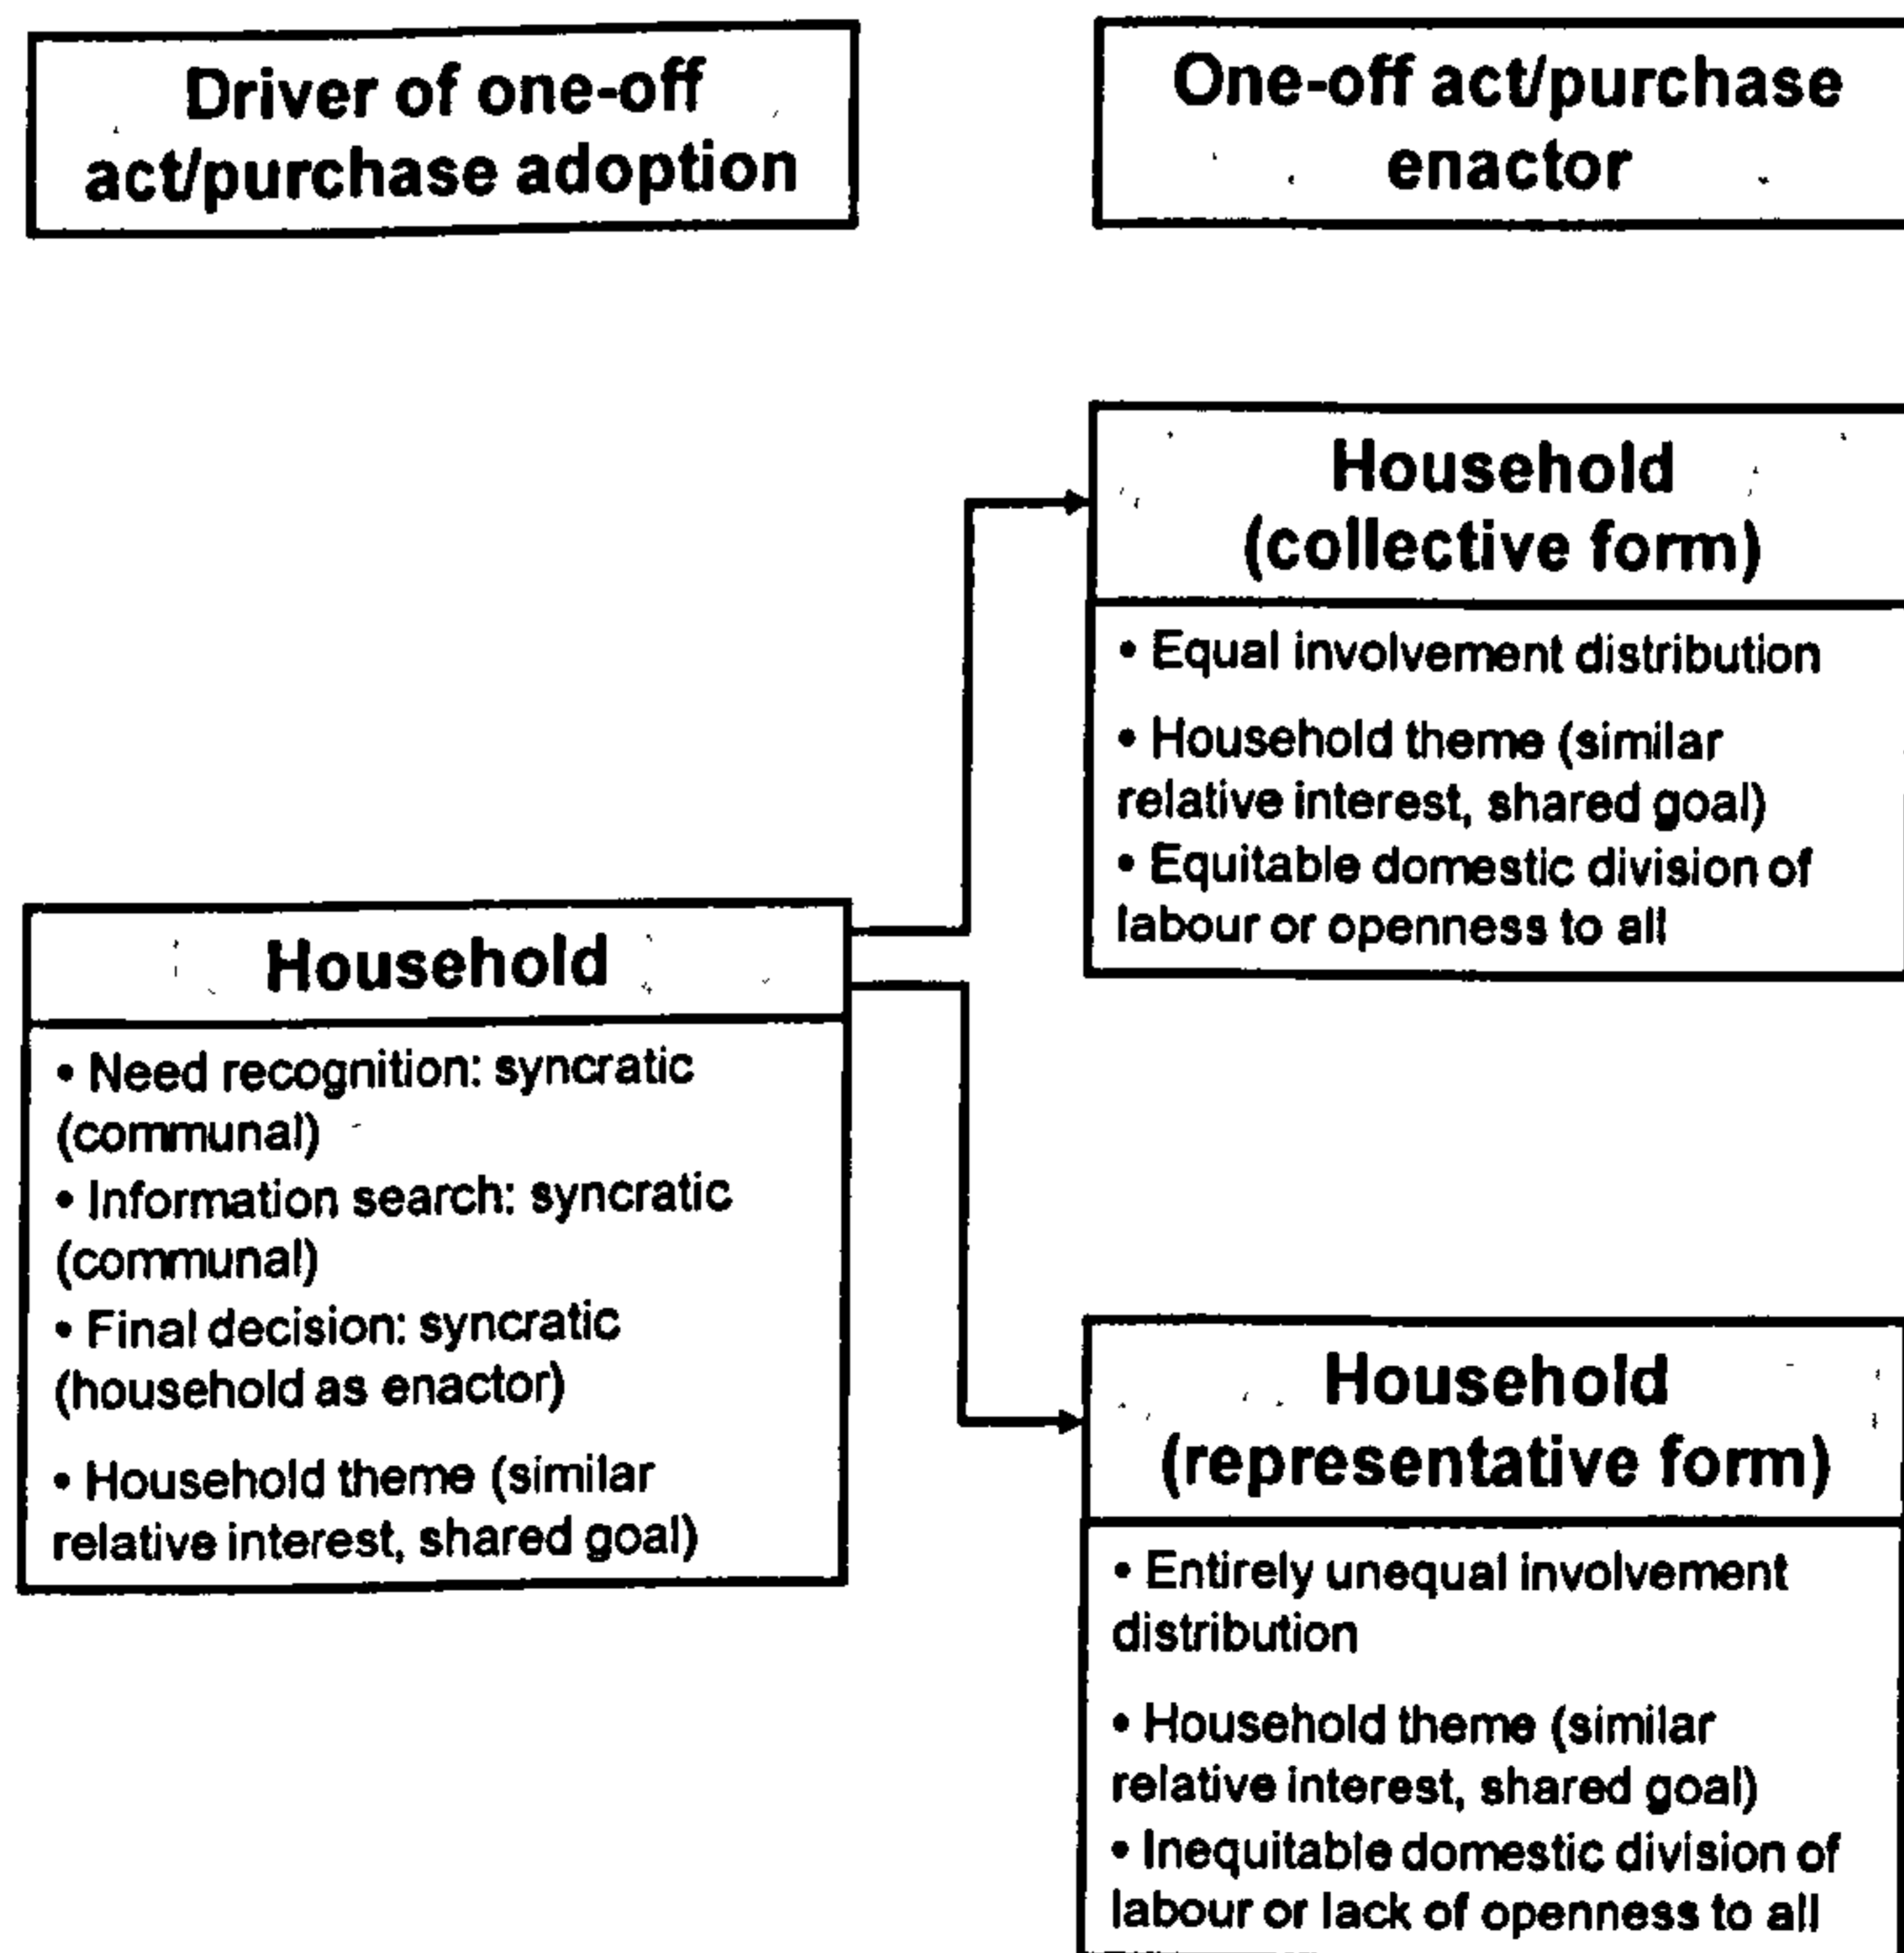 Driver of one-off
act/purchase adoption
One-off act/purchase
enactor
Household
(collective form)
• Equal involvement distribution
• Household theme (similar
relative interest, shared goal)
• Equitable domestic division of
labour or openness to all
Household
• Need recognition: syncratic
(communal)
• Information search: syncratic
(communal)
• Final decision: syncratic
(household as enactor)
• Household theme (similar
relative interest, shared goal)
Household
(representative form)
• Entirely unequal involvement
distribution
• Household theme (similar
relative interest, shared goal)
• Inequitable domestic division of
labour or lack of openness to all